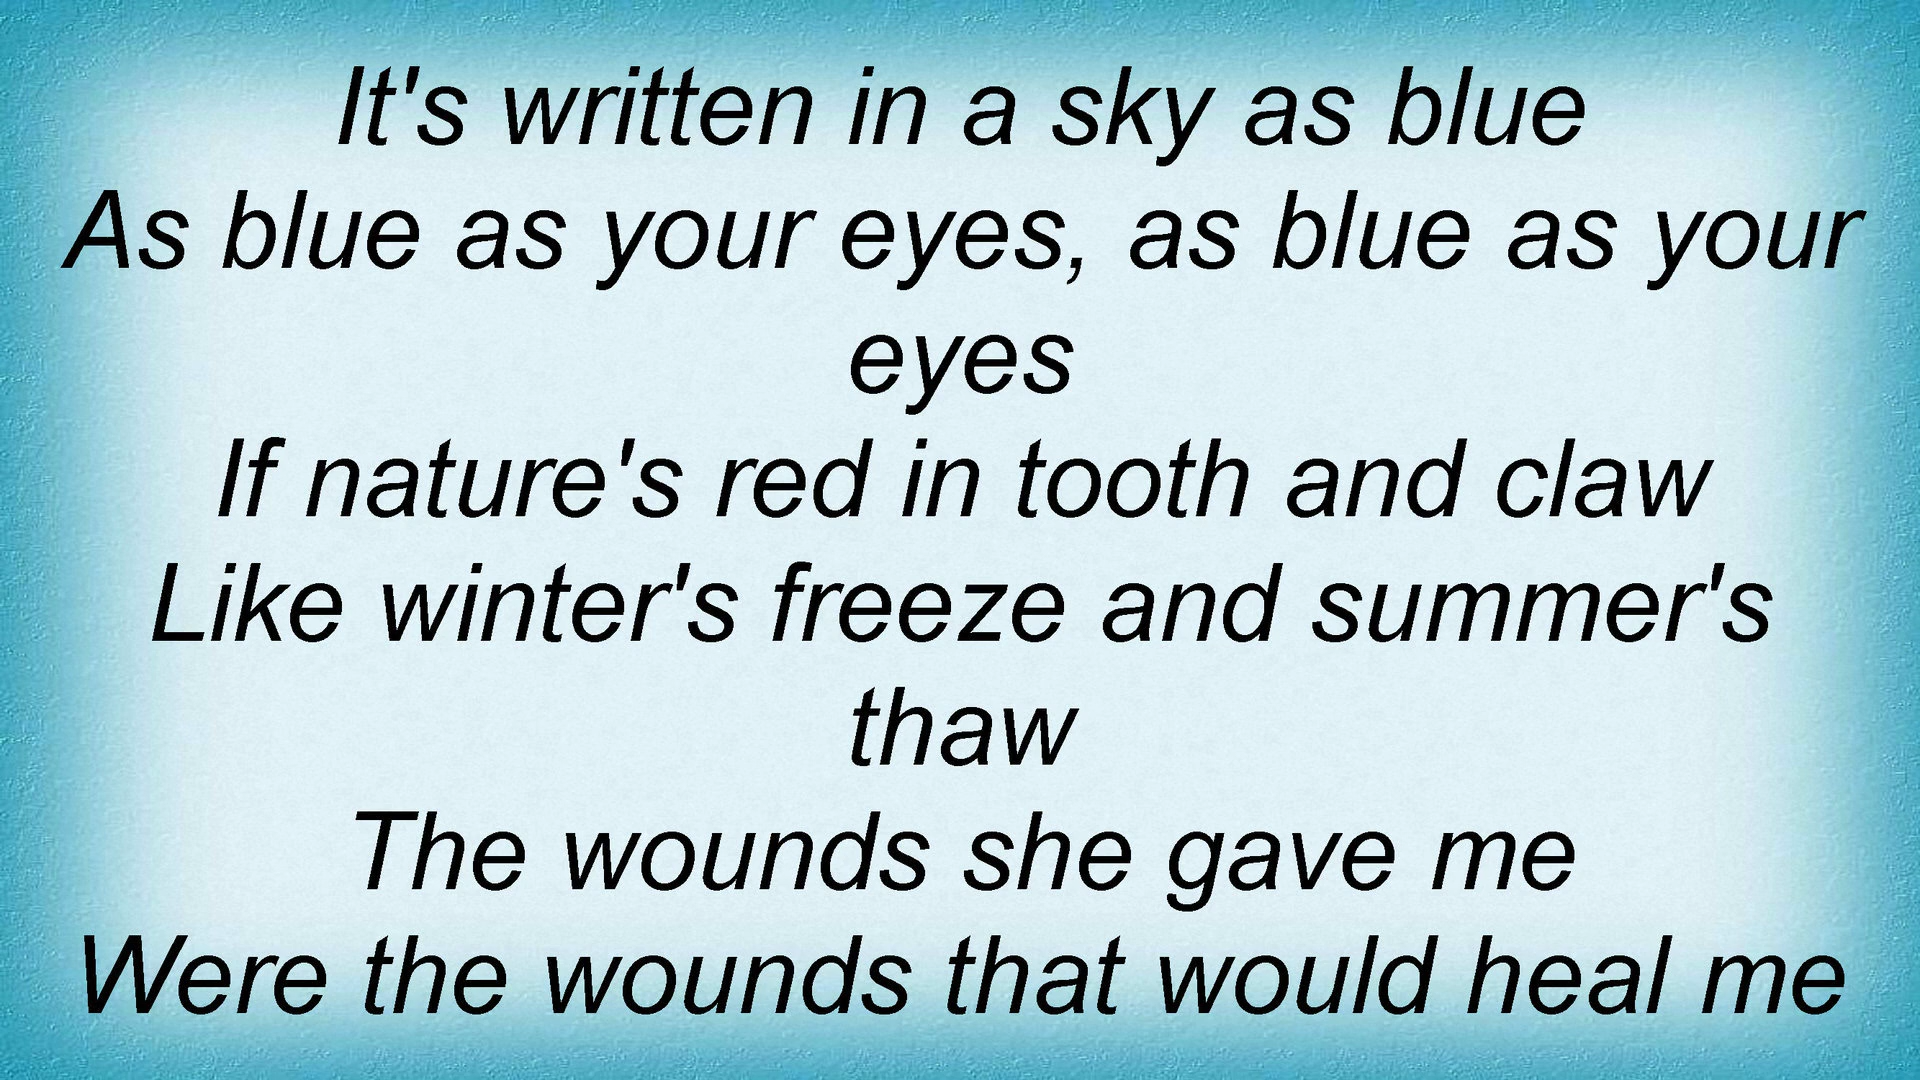 It's written in a sky as blue
As blue as your eyes, as blue as your
eyes
If nature's red in tooth and claw
Like winter's freeze and summer's
thaw
The wounds she gave me
Were the wounds that would heal me